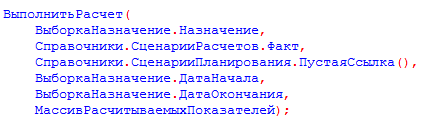 ВыполнитьРасчет(
ВыборкаНазначение.Назначение,
Справочники.СценарииРасчетов.Факт,
Справочники.СценарииПланирования.ПустаяСсылка(),
ВыборкаНазначение.ДатаНачала,
ВыборкаНазначение.ДатаОкончания,
МассивРасчитываемыхПоказателей);